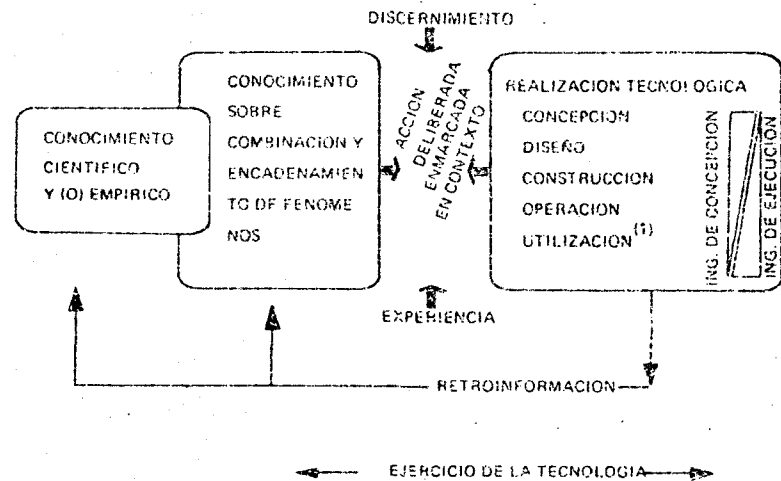 DISCERNIMIENTO
CONOCIMIENTO
CIENTIFICO
Y (O) EMPIRICO
CONOCIMIENTO
SOBRE
COMBINACION Y
ENCADENAMIEN
TO DE FENOME
NOS
ACCION
DELIBERADA
ENMARCADA
EN CONTEXTO
REALIZACION TECNOLOGICA
CONCEPCION
DISEÑO
CONSTRUCCION
OPERACION
UTILIZACION (1)
ING. DE CONCEPCION
ING. DE EJECUCION
EXPERIENCIA
RETROINFORMACION
EJERCICIO DE LA TECNOLOGIA